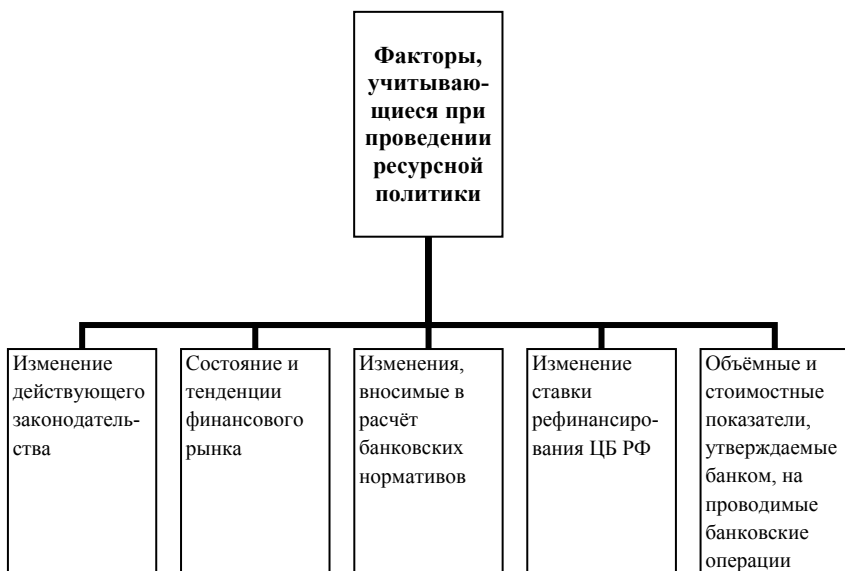 Факторы,
учитываю-
щиеся при
проведении
ресурсной
политики
Изменение
действующего
законодатель-
ства
Состояние и
тенденции
финансового
рынка
Изменения,
вносимые в
расчёт
банковских
нормативов
Изменение
ставки
рефинансиро-
вания ЦБ РФ
Объёмные и
стоимостные
показатели,
утверждаемые
банком, на
проводимые
банковские
операции